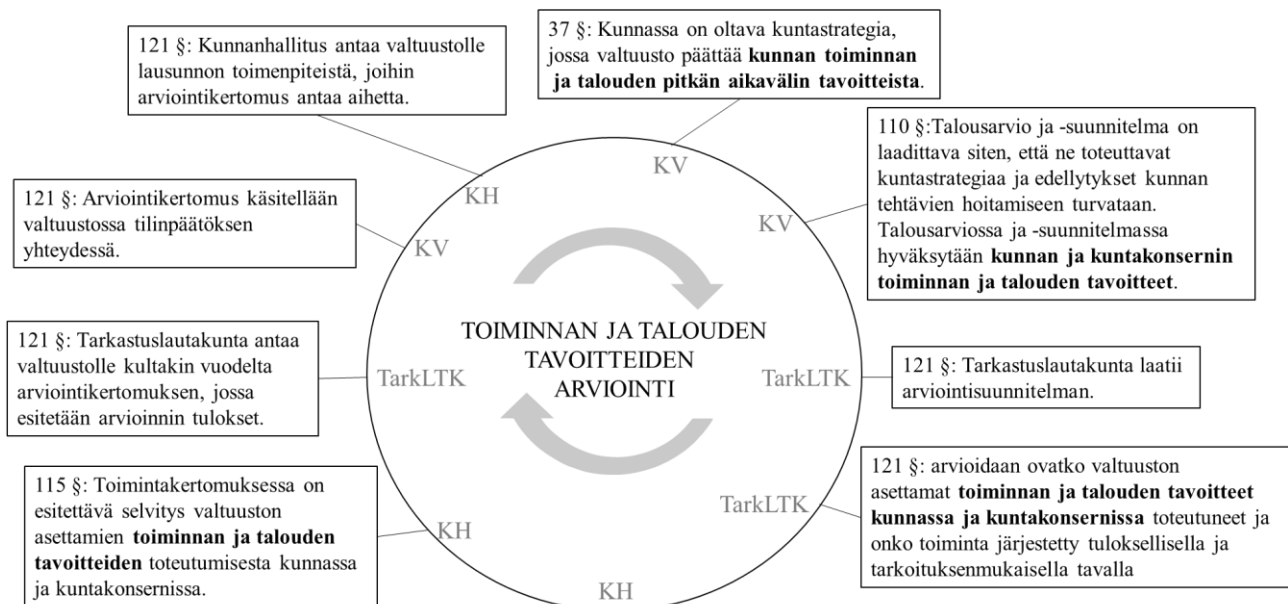 121 §: Kunnanhallitus antaa valtuustolle
lausunnon toimenpiteistä, joihin
arviointikertomus antaa aihetta.
37 §: Kunnassa on oltava kuntastrategia,
jossa valtuusto päättää kunnan toiminnan
ja talouden pitkän aikavälin tavoitteista.
110 §:Talousarvio ja -suunnitelma on
laadittava siten, että ne toteuttavat
kuntastrategiaa ja edellytykset kunnan
tehtävien hoitamiseen turvataan.
Talousarviossa ja -suunnitelmassa
hyväksytään kunnan ja kuntakonsernin
toiminnan ja talouden tavoitteet.
121 §: Arviointikertomus käsitellään
valtuustossa tilinpäätöksen
yhteydessä.
KH
KV
KV
KV
TOIMINNAN JA TALOUDEN
TAVOITTEIDEN
ARVIOINTI
121 §: Tarkastuslautakunta antaa
valtuustolle kultakin vuodelta
arviointikertomuksen, jossa
esitetään arvioinnin tulokset.
TarkLTK
TarkLTK
121 §: Tarkastuslautakunta laatii
arviointisuunnitelman.
115 §: Toimintakertomuksessa on
esitettävä selvitys valtuuston
asettamien toiminnan ja talouden
tavoitteiden toteutumisesta kunnassa
ja kuntakonsernissa.
KH
TarkLTK
121 §: arvioidaan ovatko valtuuston
asettamat toiminnan ja talouden tavoitteet
kunnassa ja kuntakonsernissa toteutuneet ja
onko toiminta järjestetty tuloksellisella ja
tarkoituksenmukaisella tavalla
KH